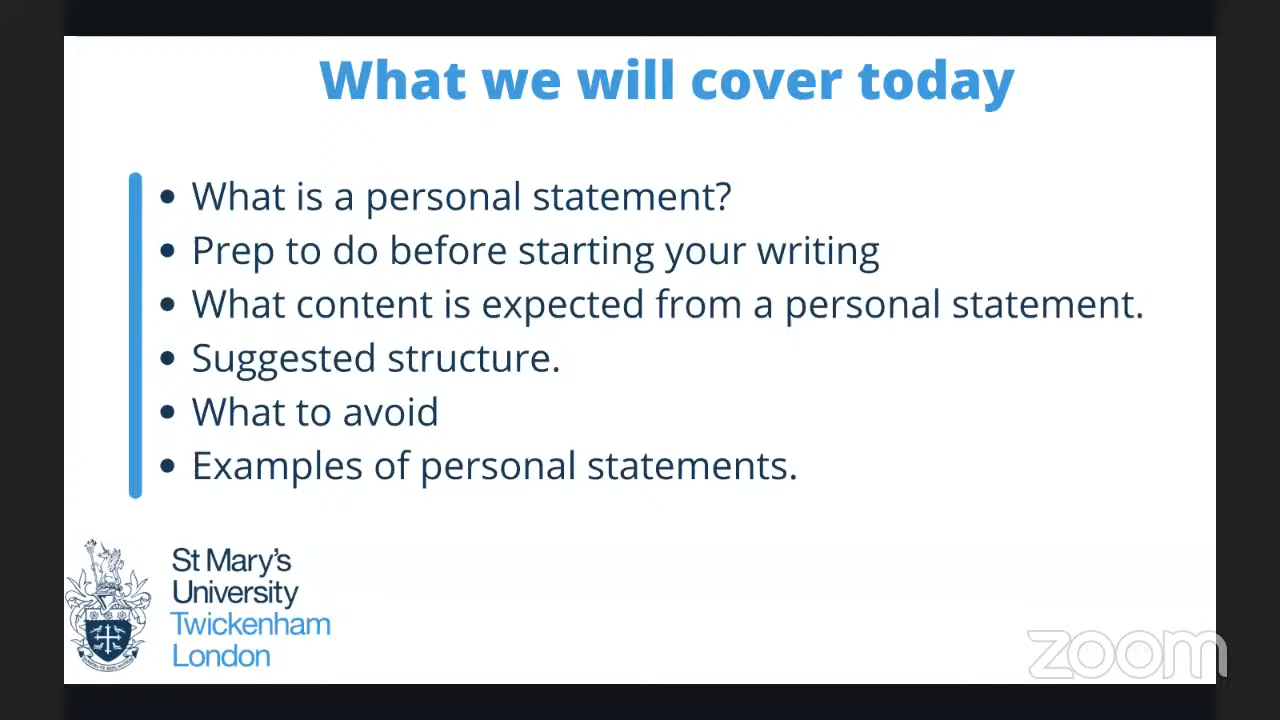 What we will cover today
• What is a personal statement?
• Prep to do before starting your writing
• What content is expected from a personal statement.
• Suggested structure.
• What to avoid
• Examples of personal statements.
St Mary's
University
Twickenham
London
zoom